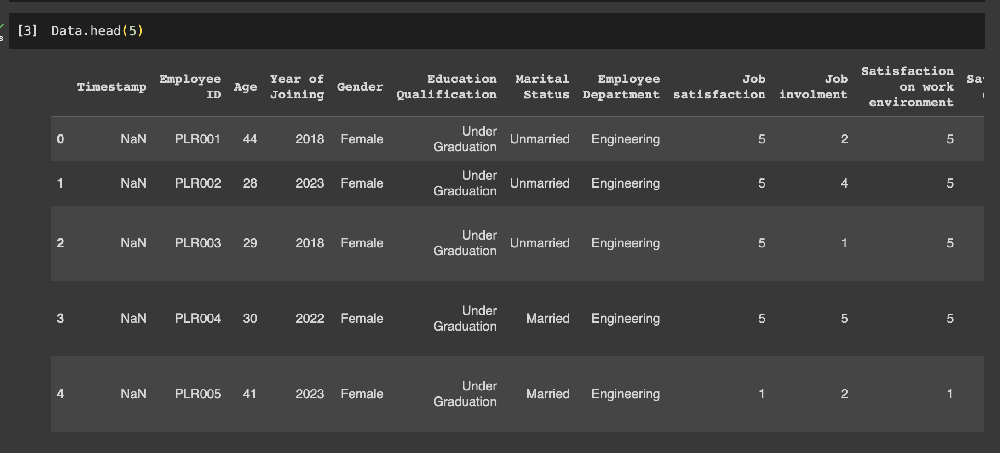 [3] Data.head(5)
s
Timestamp Employee ID Age Year of Joining Gender Education Qualification Marital Status Employee Department Job satisfaction Job involment Satisfaction on work environment
0 NaN PLR001 44 2018 Female Under Graduation Unmarried Engineering 5 2 5
1 NaN PLR002 28 2023 Female Under Graduation Unmarried Engineering 5 4 5
2 NaN PLR003 29 2018 Female Under Graduation Unmarried Engineering 5 1 5
3 NaN PLR004 30 2022 Female Under Graduation Married Engineering 5 5 5
4 NaN PLR005 41 2023 Female Under Graduation Married Engineering 1 2 1